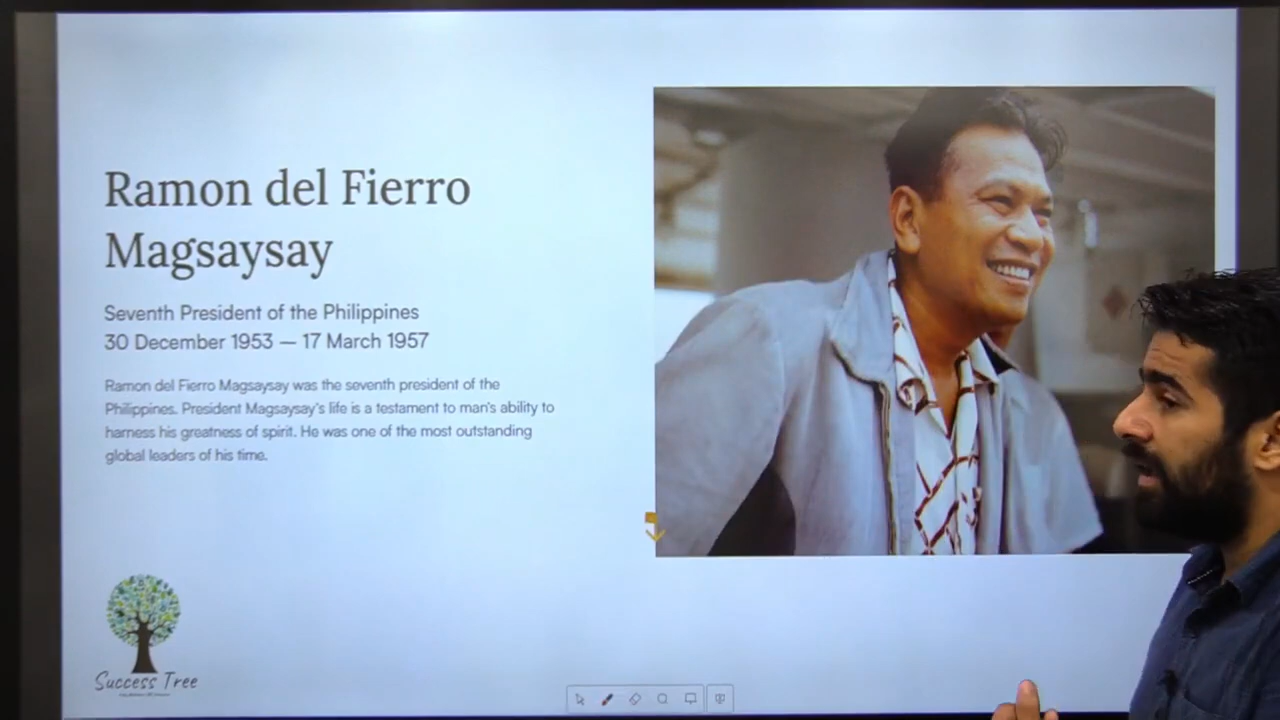 Ramon del Fierro
Magsaysay
Seventh President of the Philippines
30 December 1953 — 17 March 1957
Ramon del Fierro Magsaysay was the seventh president of the
Philippines. President Magsaysay's life is a testament to man's ability to
harness his greatness of spirit. He was one of the most outstanding
global leaders of his time.
Success Tree